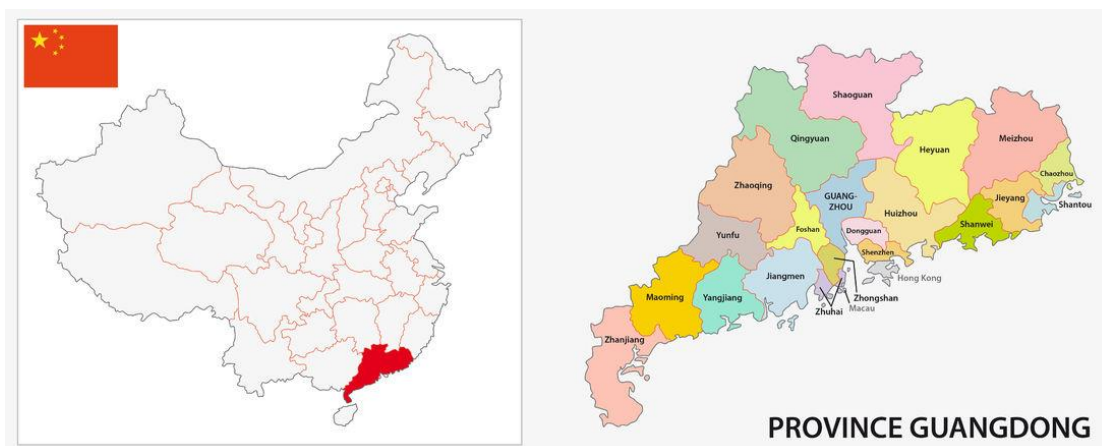 Shaoguan
Qingyuan
Heyuan
Meizhou
Chaozhou
Zhaoqing
GUANG-
ZHOU
Huizhou
Jieyang
Shantou
Yunfu
Foshan
Dongguan
Shanwei
Shenzhen
Jiangmen
Hong Kong
Maoming
Yangjiang
Zhongshan
Macau
Zhuhai
Zhanjiang
PROVINCE GUANGDONG